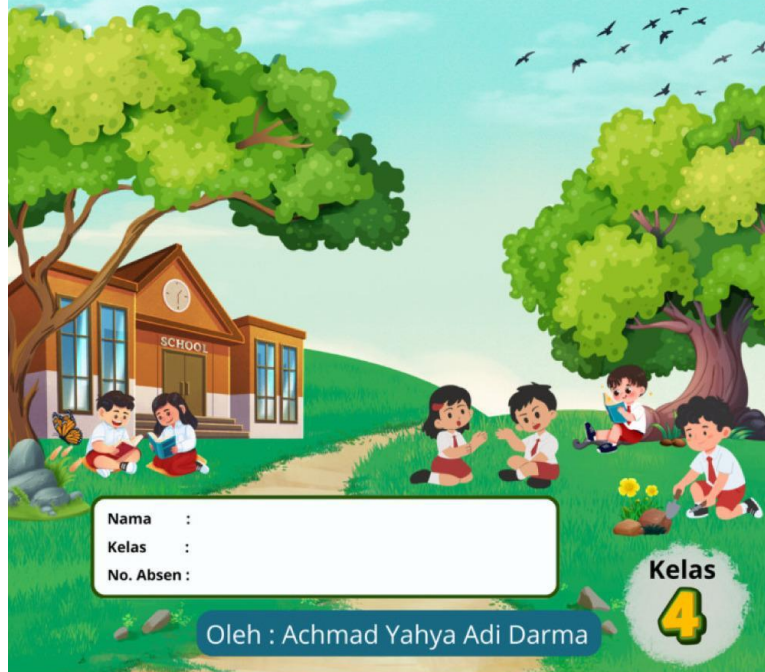 SCHOOL
Nama :
Kelas :
No. Absen :
Kelas
4
Oleh : Achmad Yahya Adi Darma